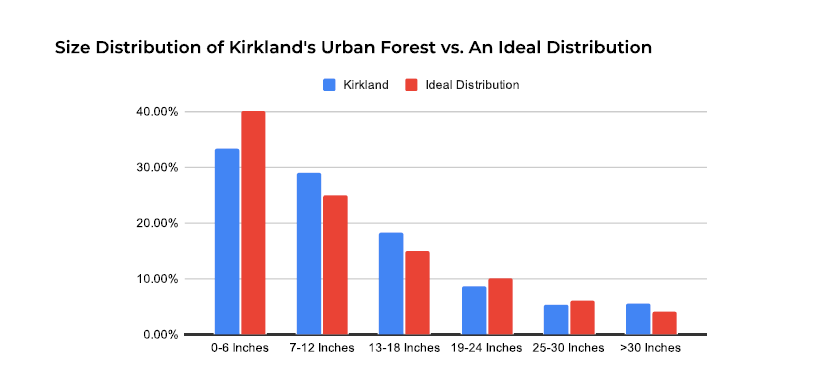 Size Distribution of Kirkland's Urban Forest vs. An Ideal Distribution
Kirkland Ideal Distribution
40.00%
30.00%
20.00%
10.00%
0.00%
0-6 Inches 7-12 Inches 13-18 Inches 19-24 Inches 25-30 Inches >30 Inches